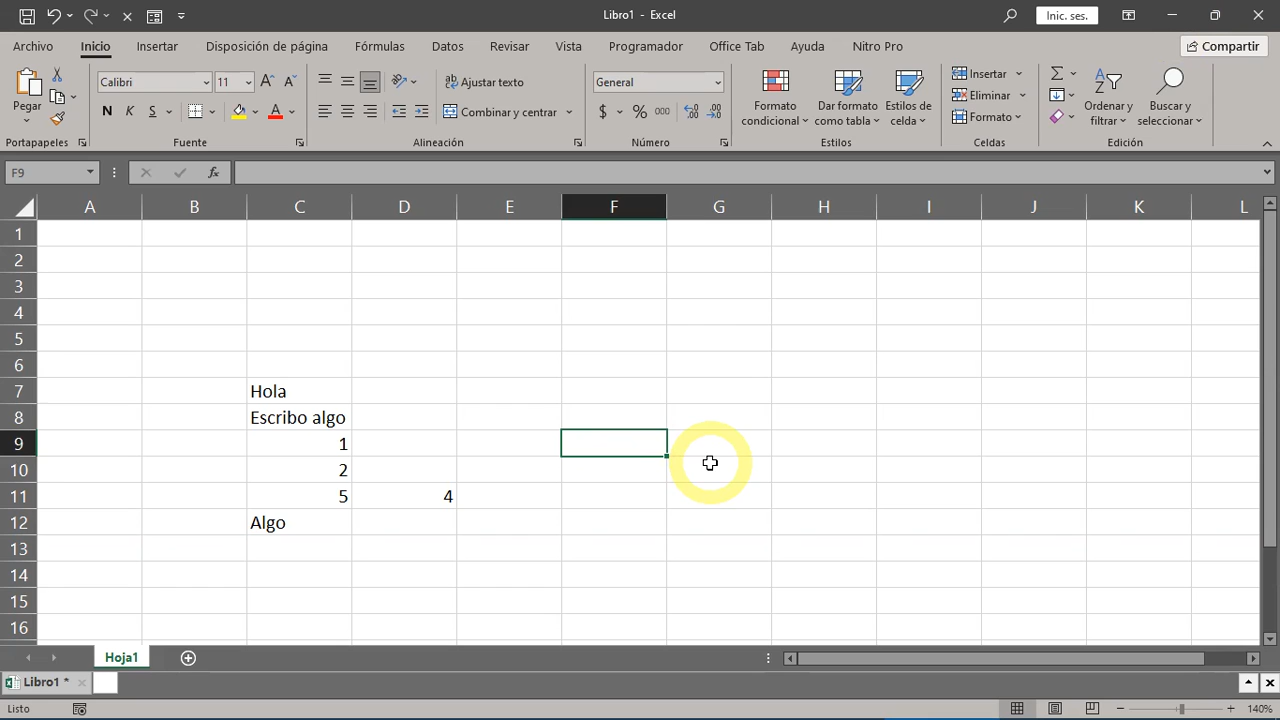 Libro1 - Excel
Inic. ses.
Archivo Inicio Insertar Disposición de página Fórmulas Datos Revisar Vista Programador Office Tab Ayuda Nitro Pro Compartir
Pegar
Calibri 11
N K S A
Ajustar texto
Combinar y centrar
General
$ % 000
Formato condicional
Dar formato como tabla
Estilos de celda
Insertar
Eliminar
Formato
Ordenar y filtrar
Buscar y seleccionar
Portapapeles Fuente Alineación Número Estilos Celdas Edición
F9 fx
A B C D E F G H I J K L
1
2
3
4
5
6
7 Hola
8 Escribo algo
9 1
10 2
11 5 4
12 Algo
13
14
15
16
Hoja1
Libro1 *
Listo 140%